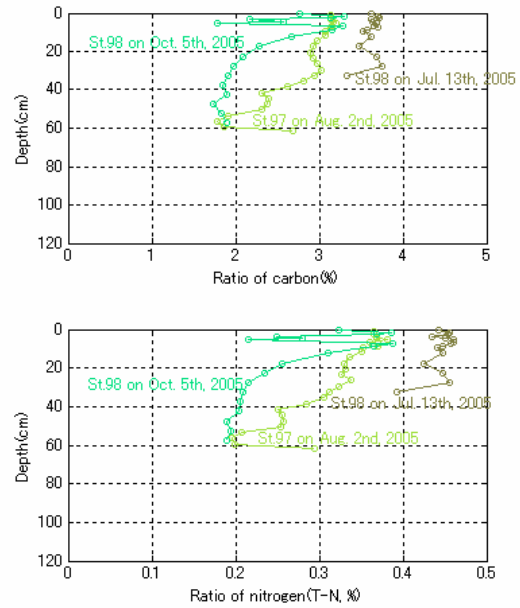 0
20
40
60
80
100
120
Depth(cm)
St.98 on Oct. 5th, 2005
St.98 on Jul. 13th, 2005
St.97 on Aug. 2nd, 2005
0
1
2
3
4
5
Ratio of carbon(%)
0
20
40
60
80
100
120
Depth(cm)
St.98 on Oct. 5th, 2005
St.98 on Jul. 13th, 2005
St.97 on Aug. 2nd, 2005
0
0.1
0.2
0.3
0.4
0.5
Ratio of nitrogen(T-N, %)